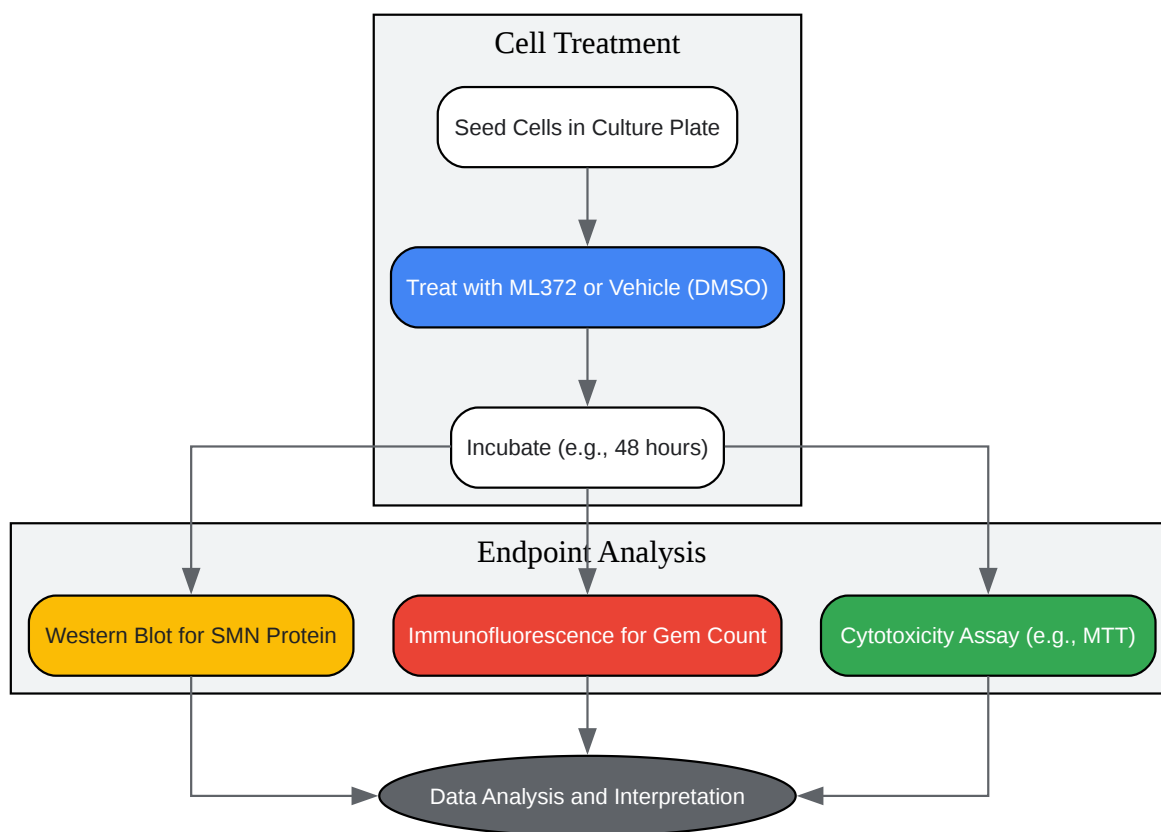 Cell Treatment
Seed Cells in Culture Plate
Treat with ML372 or Vehicle (DMSO)
Incubate (e.g., 48 hours)
Endpoint Analysis
Western Blot for SMN Protein
Immunofluorescence for Gem Count
Cytotoxicity Assay (e.g., MTT)
Data Analysis and Interpretation